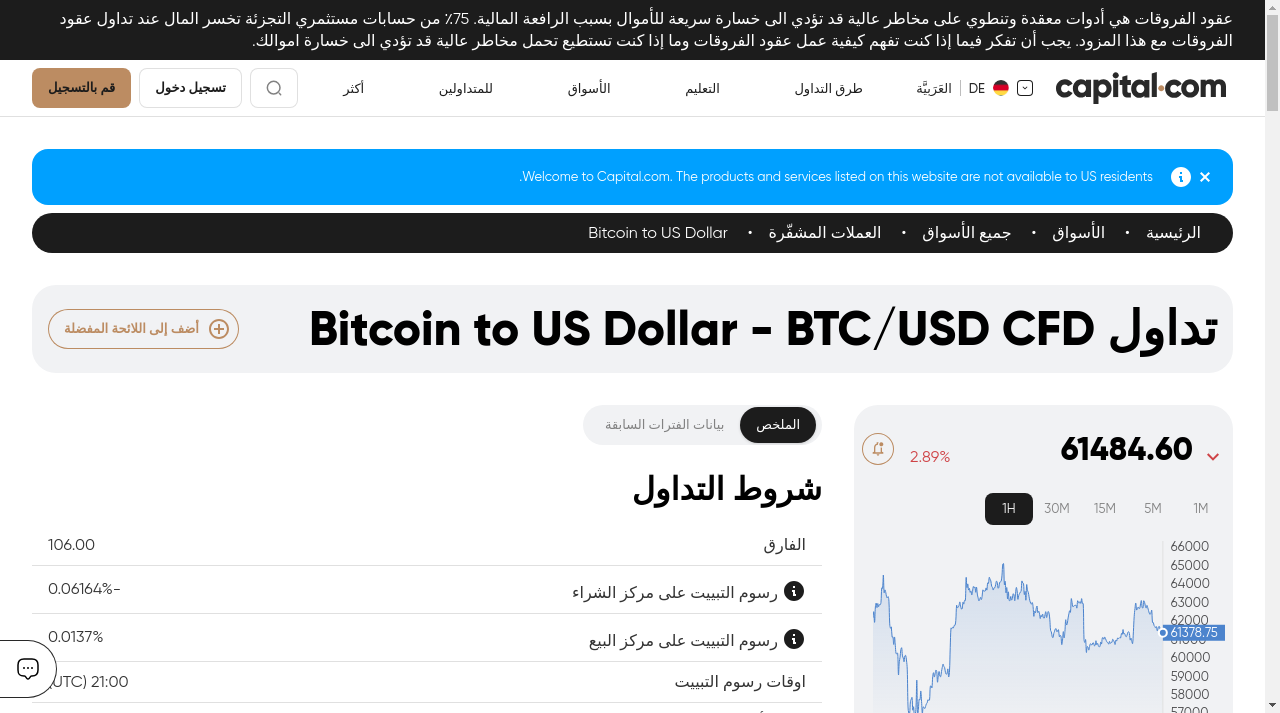 عقود الفروقات هي أدوات معقدة وتنطوي على مخاطر عالية قد تؤدي الى خسارة سريعة للأموال بسبب الرافعة المالية. 75٪ من حسابات مستثمري التجزئة تخسر المال عند تداول عقود
الفروقات مع هذا المزود. يجب أن تفكر فيما إذا كنت تفهم كيفية عمل عقود الفروقات وما إذا كنت تستطيع تحمل مخاطر عالية قد تؤدي الى خسارة اموالك.
capital.com
DE
العَرَبيَّة
طرق التداول
التعليم
الأسواق
للمتداولين
أكثر
تسجيل دخول
قم بالتسجيل
Welcome to Capital.com. The products and services listed on this website are not available to US residents.
الرئيسية • الأسواق • جميع الأسواق • العملات المشفّرة • Bitcoin to US Dollar
تداول Bitcoin to US Dollar - BTC/USD CFD
أضف إلى اللائحة المفضلة
61484.60
2.89%
1M
5M
15M
30M
1H
66000
65000
64000
63000
62000
61378.75
60000
59000
58000
57000
الملخص
بيانات الفترات السابقة
شروط التداول
الفارق
106.00
رسوم التبييت على مركز الشراء
-0.06164%
رسوم التبييت على مركز البيع
0.0137%
اوقات رسوم التبييت
21:00 (UTC)